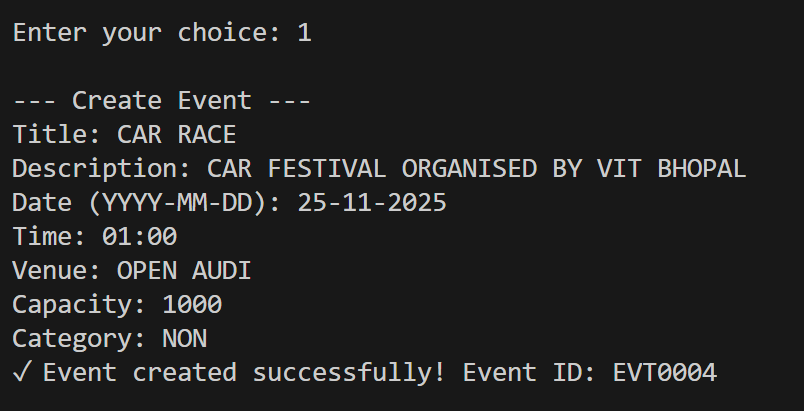 Enter your choice: 1
--- Create Event ---
Title: CAR RACE
Description: CAR FESTIVAL ORGANISED BY VIT BHOPAL
Date (YYYY-MM-DD): 25-11-2025
Time: 01:00
Venue: OPEN AUDI
Capacity: 1000
Category: NON
✓ Event created successfully! Event ID: EVT0004